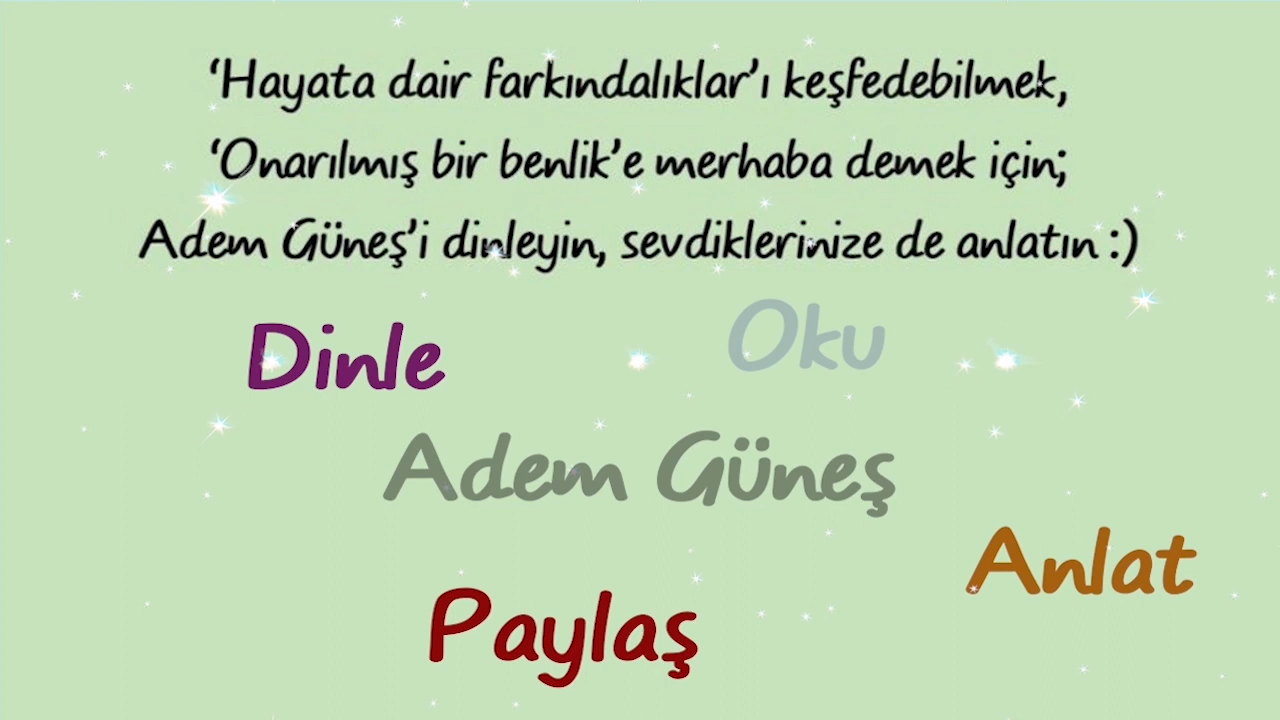 ‘Hayata dair farkındalıklar’ı keşfedebilmek,
‘Onarılmış bir benlik’e merhaba demek için;
Adem Güneş’i dinleyin, sevdiklerinize de anlatın :)
Dinle
Oku
Adem Güneş
Anlat
Paylaş